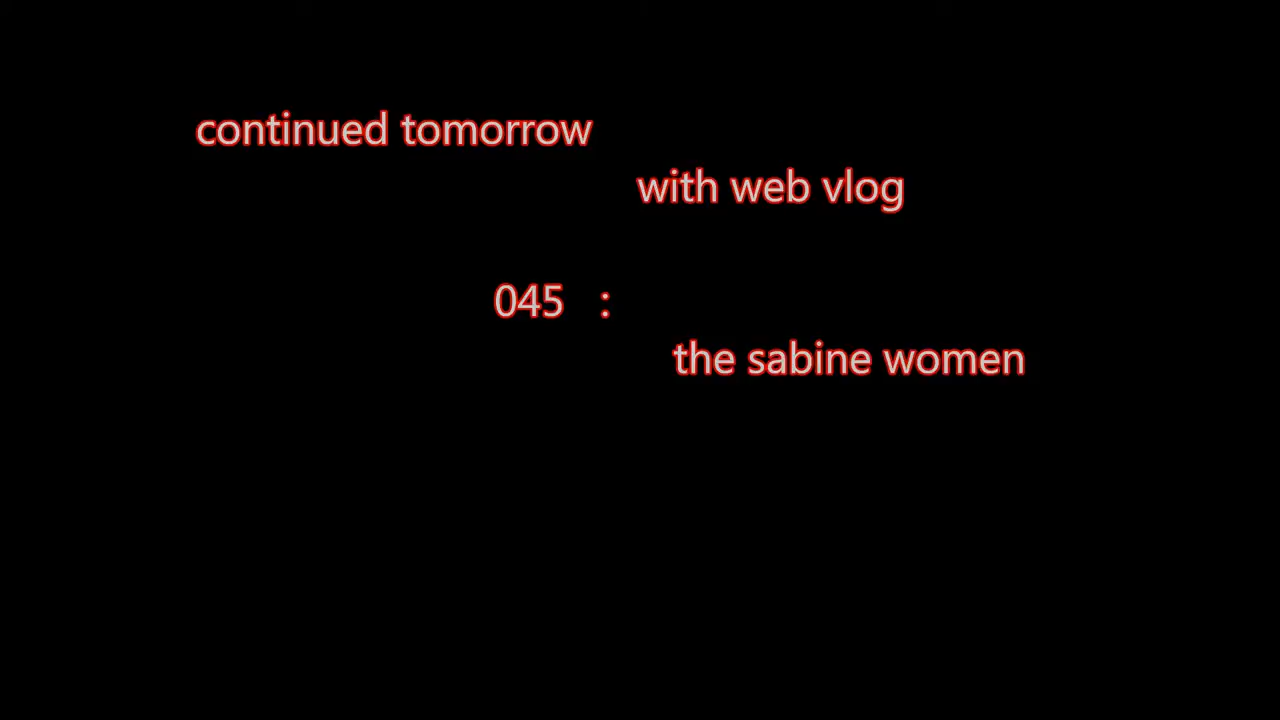 continued tomorrow
with web vlog
045 :
the sabine women